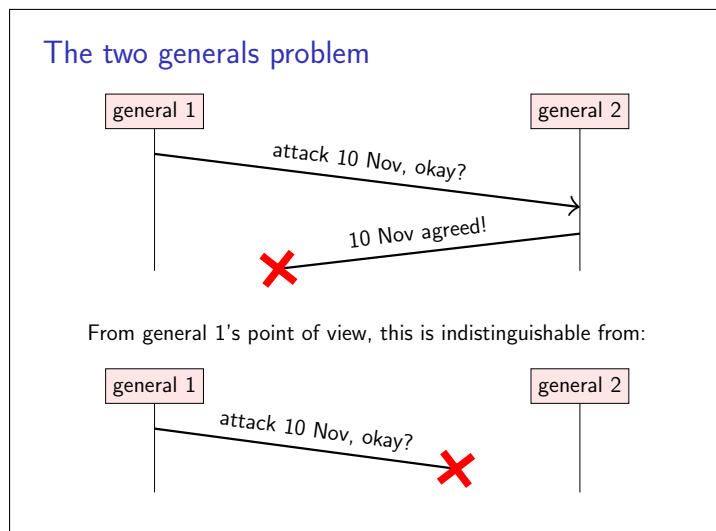 The two generals problem
general 1
general 2
attack 10 Nov, okay?
10 Nov agreed!
From general 1's point of view, this is indistinguishable from:
general 1
general 2
attack 10 Nov, okay?